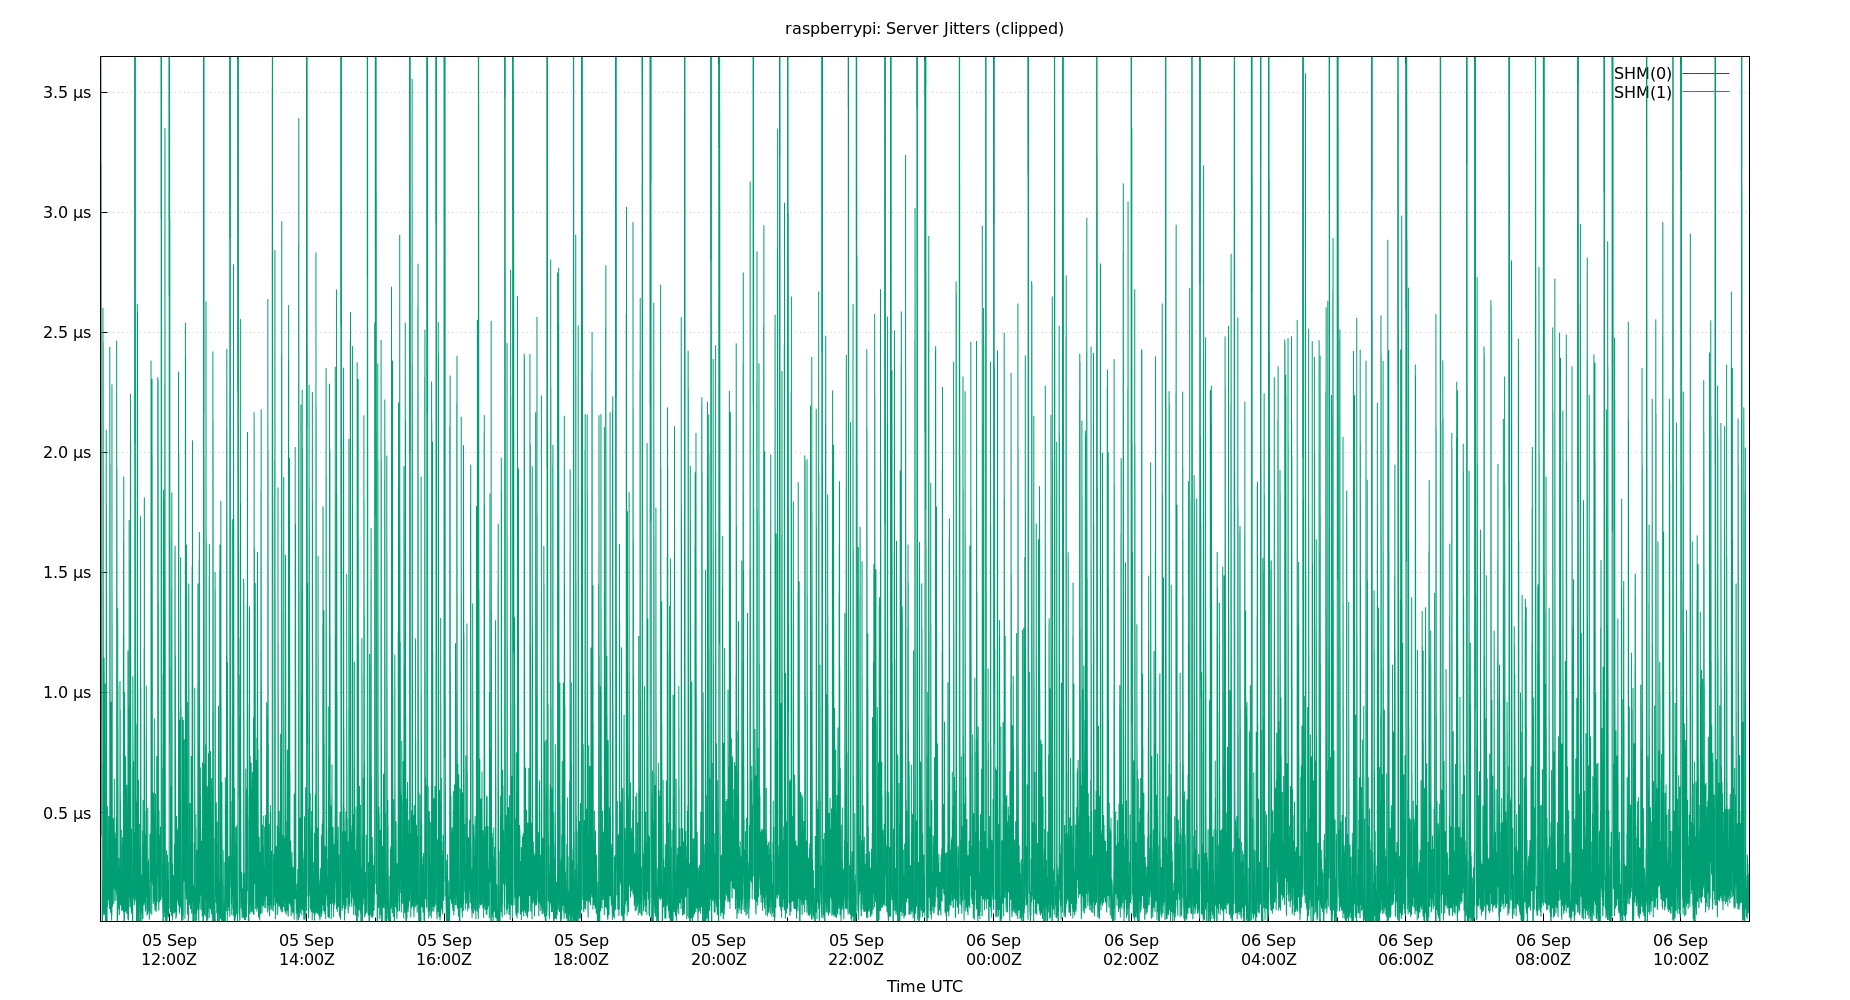 raspberrypi: Server Jitters (clipped)
SHM(0)
SHM(1)
3.5 µs
3.0 µs
2.5 µs
2.0 µs
1.5 µs
1.0 µs
0.5 µs
05 Sep 05 Sep 05 Sep 05 Sep 05 Sep 05 Sep 06 Sep 06 Sep 06 Sep 06 Sep 06 Sep 06 Sep
12:00Z 14:00Z 16:00Z 18:00Z 20:00Z 22:00Z 00:00Z 02:00Z 04:00Z 06:00Z 08:00Z 10:00Z
Time UTC